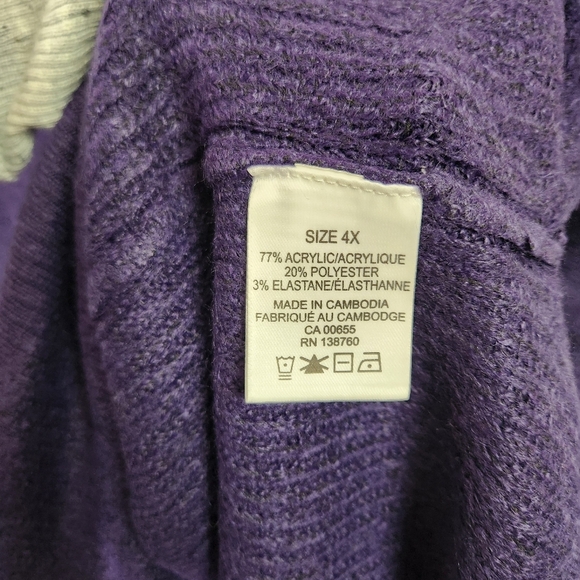 SIZE 4X
77% ACRYLIC/ACRYLIQUE
20% POLYESTER
3% ELASTANE/ÉLASTHANNE
MADE IN CAMBODIA
FABRIQUÉ AU CAMBODGE
CA 00655
RN 138760